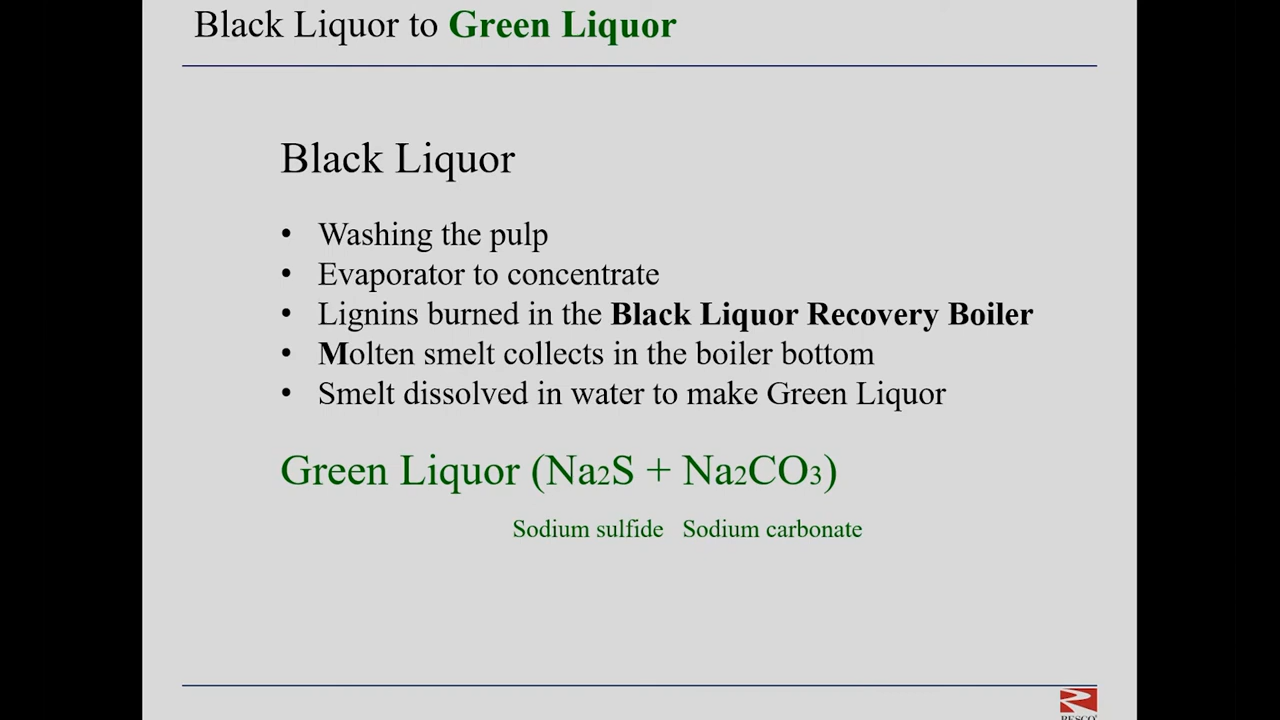 Black Liquor to Green Liquor
Black Liquor
• Washing the pulp
• Evaporator to concentrate
• Lignins burned in the Black Liquor Recovery Boiler
• Molten smelt collects in the boiler bottom
• Smelt dissolved in water to make Green Liquor
Green Liquor (Na2S + Na2CO3)
Sodium sulfide Sodium carbonate
RESCO